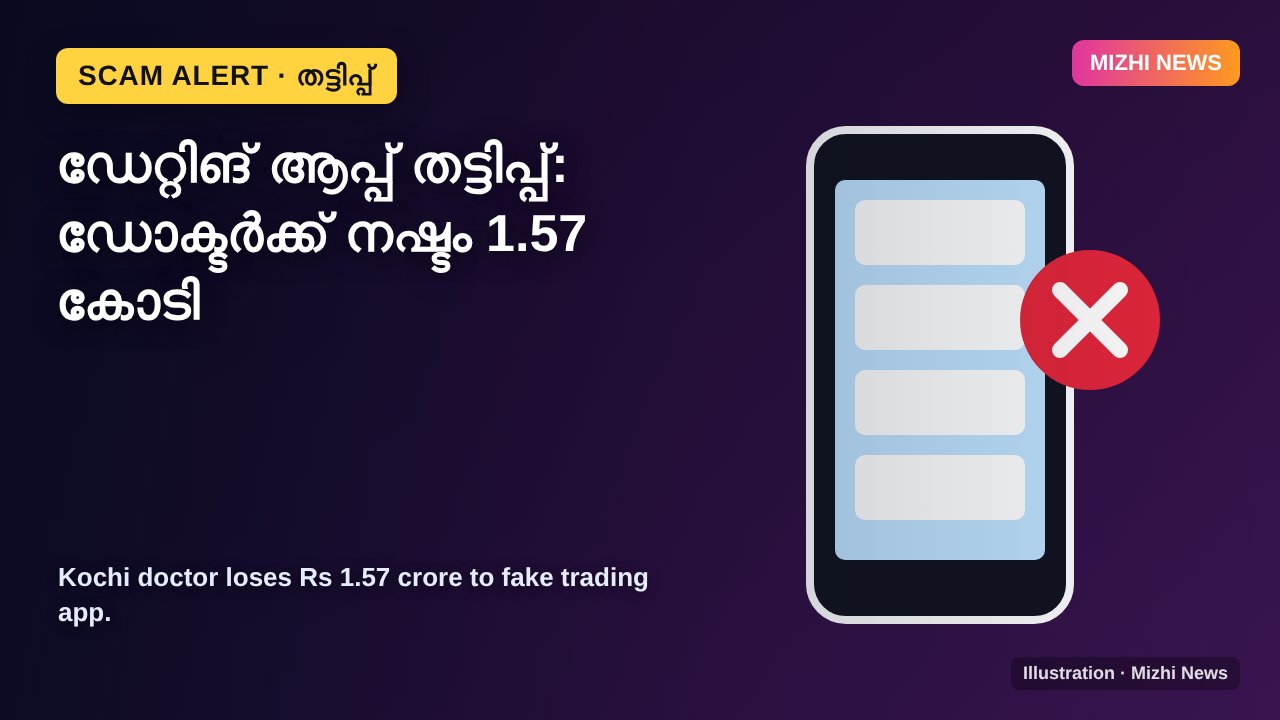 SCAM ALERT · തട്ടിപ്പ്
MIZHI NEWS
ഡേറ്റിങ് ആപ്പ് തട്ടിപ്പ്:
ഡോക്ടർക്ക് നഷ്ടം 1.57
കോടി
Kochi doctor loses Rs 1.57 crore to fake trading
app.
Illustration · Mizhi News